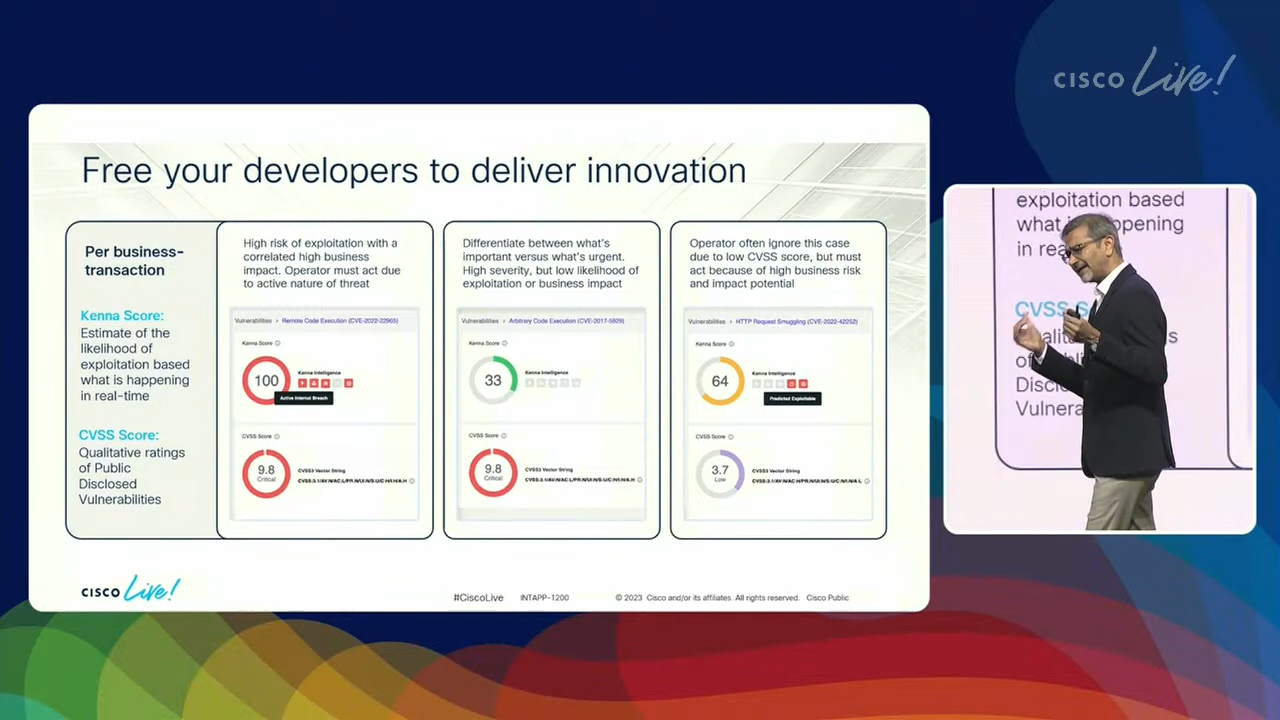 CISCO Live!
Free your developers to deliver innovation
Per business-
transaction
Kenna Score:
Estimate of the
likelihood of
exploitation based
what is happening
in real-time
CVSS Score:
Qualitative ratings
of Public
Disclosed
Vulnerabilities
High risk of exploitation with a
correlated high business
impact. Operator must act due
to active nature of threat
Vulnerabilities > Remote Code Execution (CVE-2022-22965)
Kenna Score
100
Kenna Intelligence
Active Internet Breach
CVSS Score
9.8
Critical
CVSS3 Vector String
Differentiate between what's
important versus what's urgent.
High severity, but low likelihood of
exploitation or business impact
Vulnerabilities > Arbitrary Code Execution (CVE-2017-5929)
Kenna Score
33
Kenna Intelligence
CVSS Score
9.8
Critical
CVSS3 Vector String
Operator often ignore this case
due to low CVSS score, but must
act because of high business risk
and impact potential
Vulnerabilities > HTTP Request Smuggling (CVE-2022-42252)
Kenna Score
64
Kenna Intelligence
Predicted Exploitable
CVSS Score
3.7
Low
CVSS3 Vector String
CISCO Live!
#CiscoLive
INTAPP-1200
© 2023 Cisco and/or its affiliates. All rights reserved. Cisco Public
exploitation based
what is happening
in rea
CVSS S
of
Disc
Vulnera